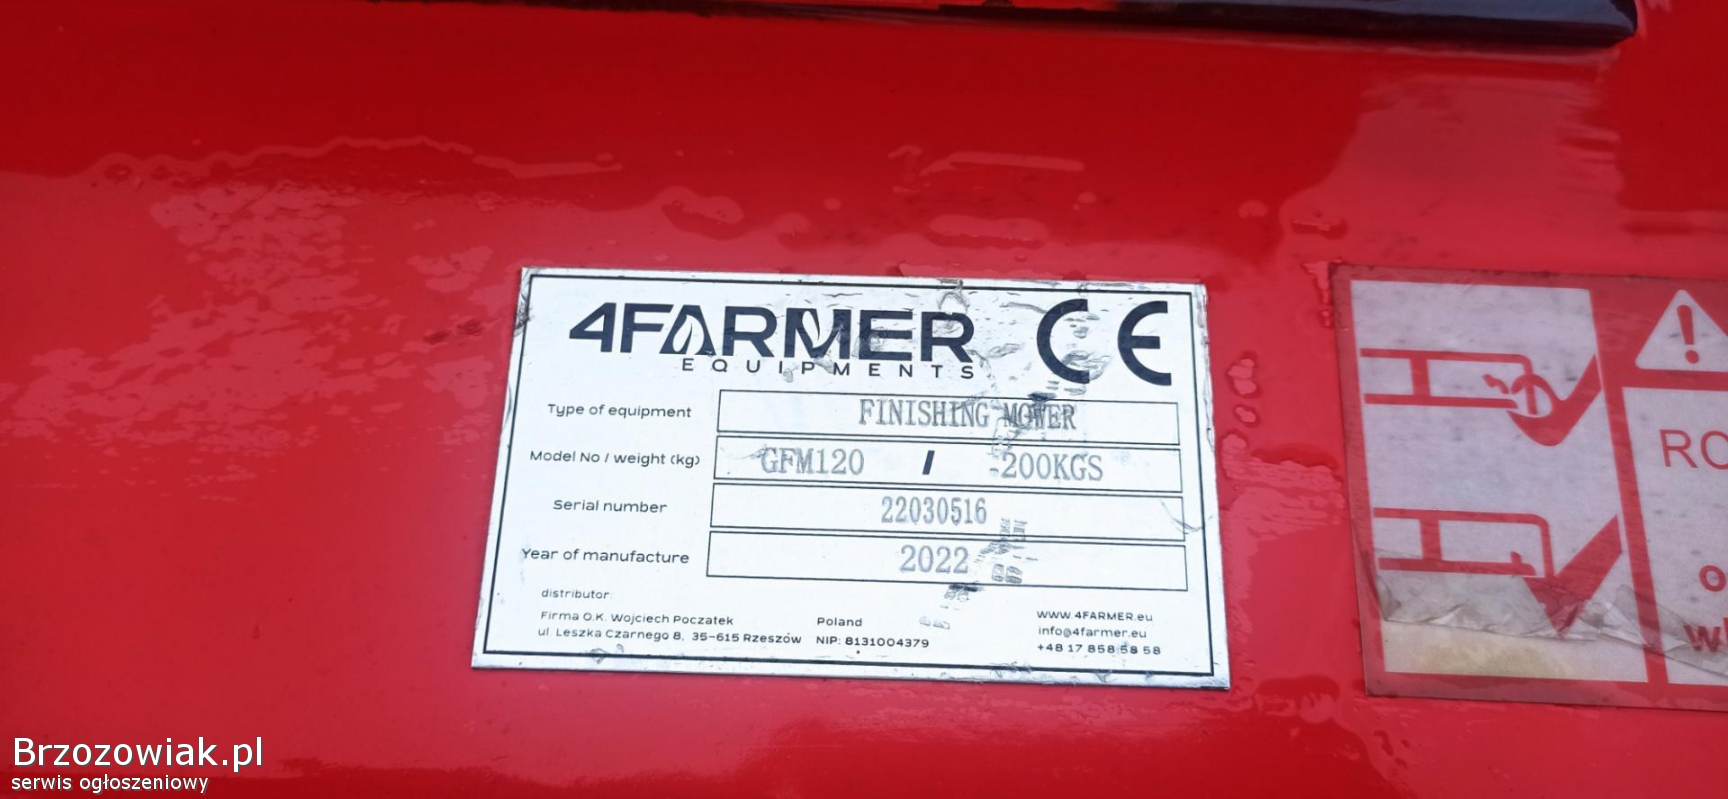 4FARMER CE
EQUIPMENTS
Type of equipment FINISHING MOWER
Model No / weight (kg) GFM120 / -200KGS
Serial number 22030516
Year of manufacture 2022
distributor:
Firma O.K. Wojciech Poczatek
ul. Leszka Czarnego 8, 35-615 Rzeszów
Poland
NIP: 8131004379
www.4FARMER.eu
info@4farmer.eu
+48 17 858 58 58
Brzozowiak.pl
serwis ogłoszeniowy